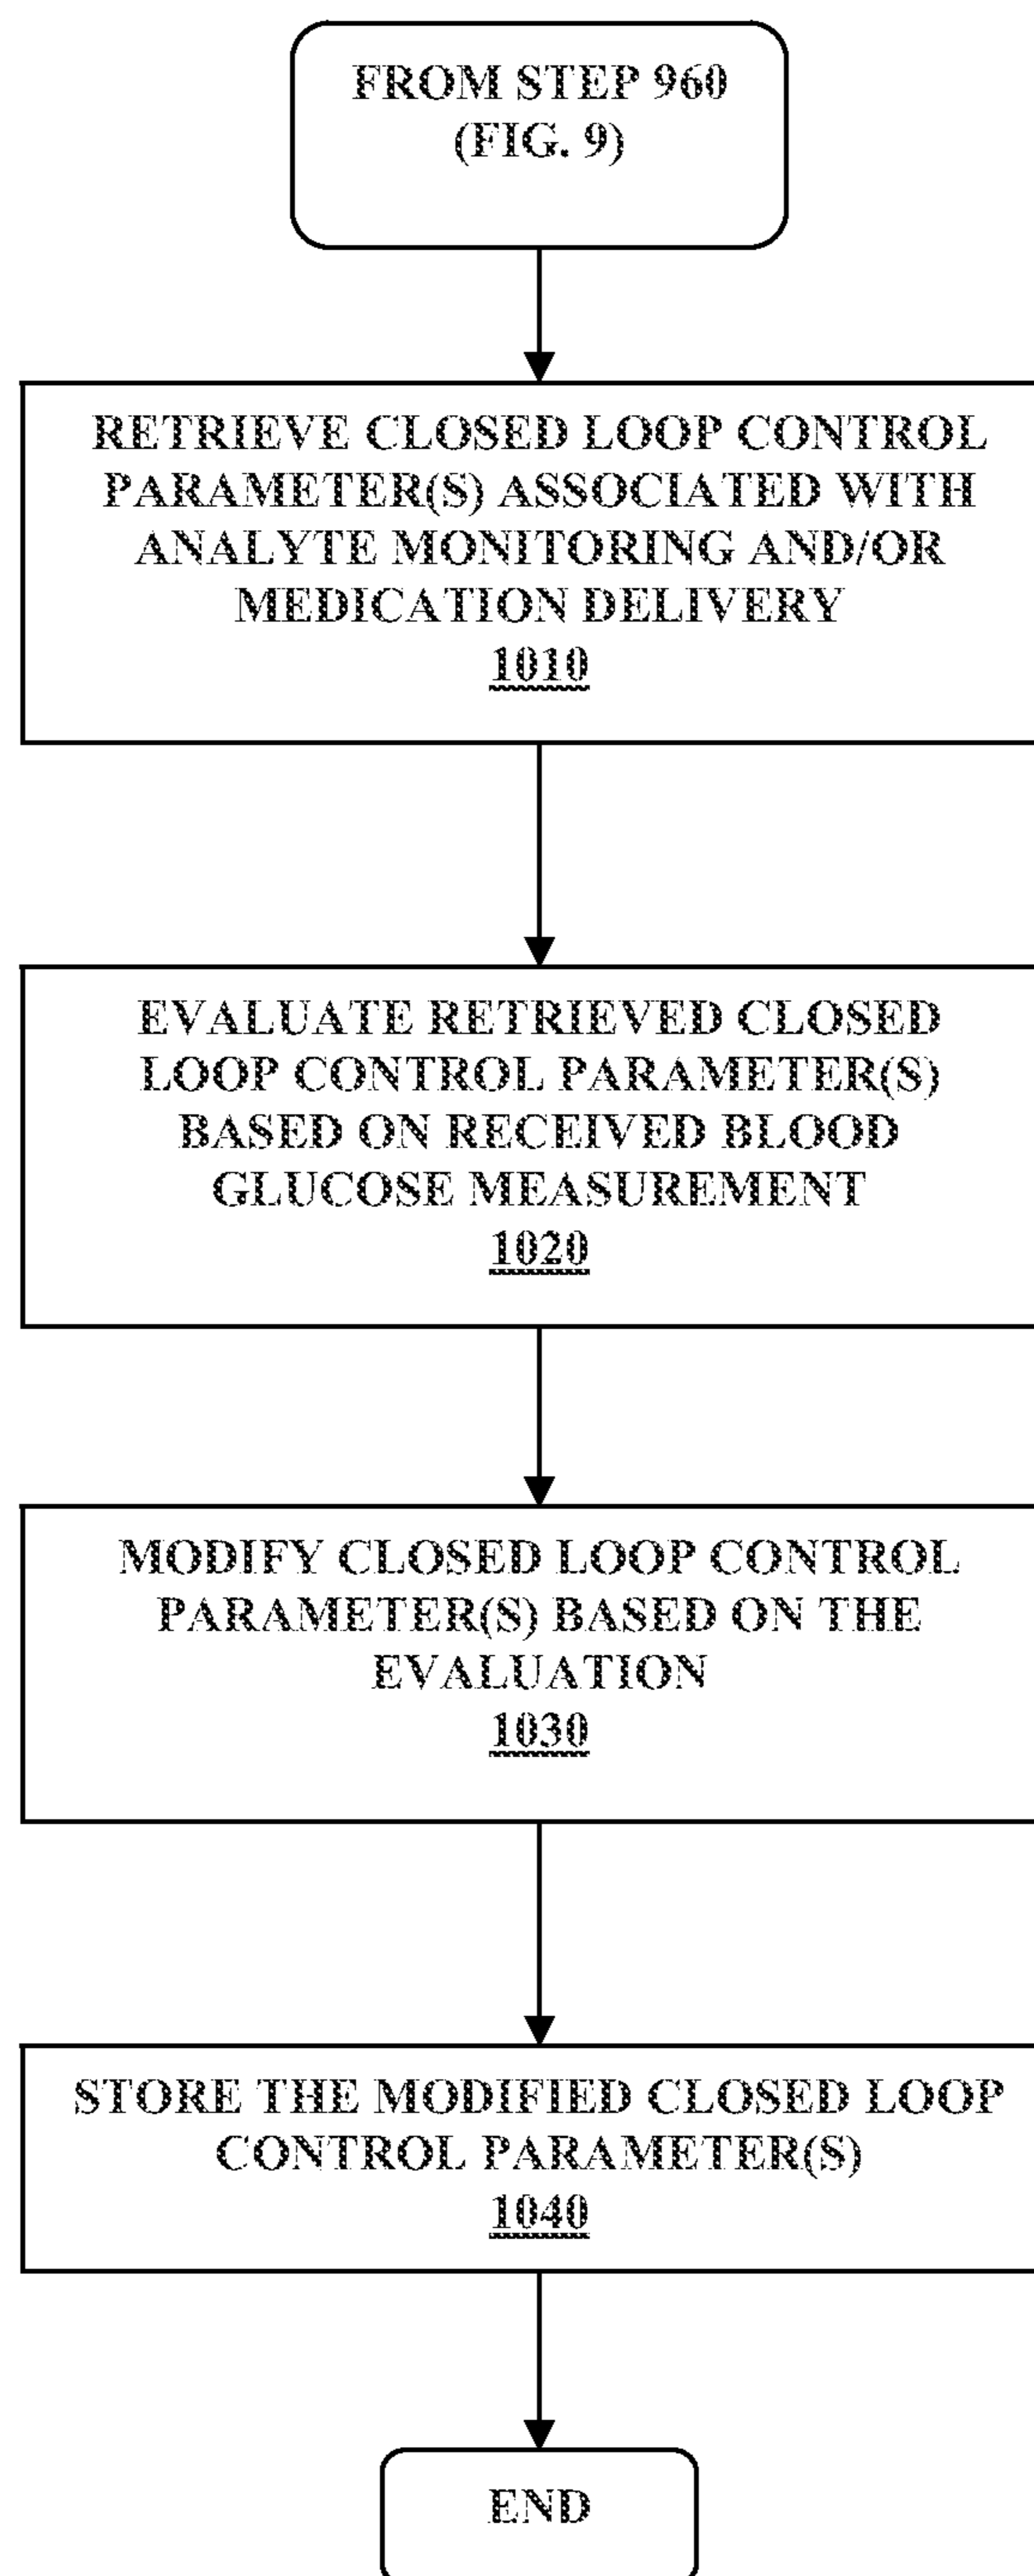 FROM STEP 960
(FIG. 9)
RETRIEVE CLOSED LOOP CONTROL
PARAMETER(S) ASSOCIATED WITH
ANALYTE MONITORING AND/OR
MEDICATION DELIVERY
1010
EVALUATE RETRIEVED CLOSED
LOOP CONTROL PARAMETER(S)
BASED ON RECEIVED BLOOD
GLUCOSE MEASUREMENT
1020
MODIFY CLOSED LOOP CONTROL
PARAMETER(S) BASED ON THE
EVALUATION
1030
STORE THE MODIFIED CLOSED LOOP
CONTROL PARAMETER(S)
1040
END